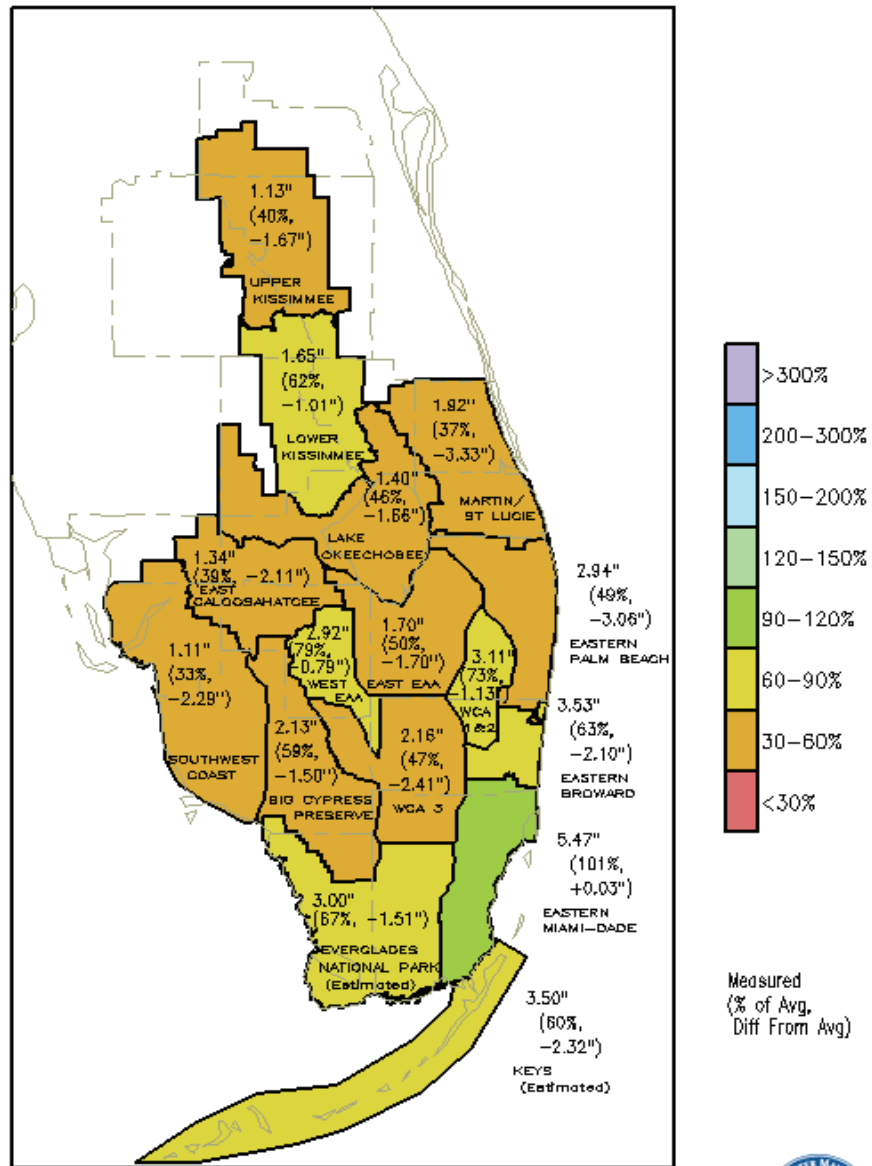 1.13"
(40%,
−1.67")
UPPER
KISSIMMEE
1.65"
(62%,
−1.01")
LOWER
KISSIMMEE
1.92"
(37%,
−3.33")
MARTIN/
ST LUCIE
1.40"
(46%,
−1.66")
LAKE
OKEECHOBEE
1.34"
(39%, −2.11")
EAST
CALOOSAHATCEE
2.94"
(49%,
−3.06")
EASTERN
PALM BEACH
1.11"
(33%,
−2.29")
SOUTHWEST
COAST
2.92"
(79%,
−0.79")
WEST
EAA
1.70"
(50%,
−1.70")
EAST EAA
3.11"
(73%,
−1.13")
WCA
1&2
3.53"
(63%,
−2.10")
EASTERN
BROWARD
2.13"
(59%,
−1.50")
BIG CYPRESS
PRESERVE
2.16"
(47%,
−2.41")
WCA 3
5.47"
(101%,
+0.03")
EASTERN
MIAMI−DADE
3.00"
(67%, −1.51")
EVERGLADES
NATIONAL PARK
(Estimated)
3.50"
(60%,
−2.32")
KEYS
(Estimated)
>300%
200−300%
150−200%
120−150%
90−120%
60−90%
30−60%
<30%
Measured
(% of Avg,
Diff From Avg)